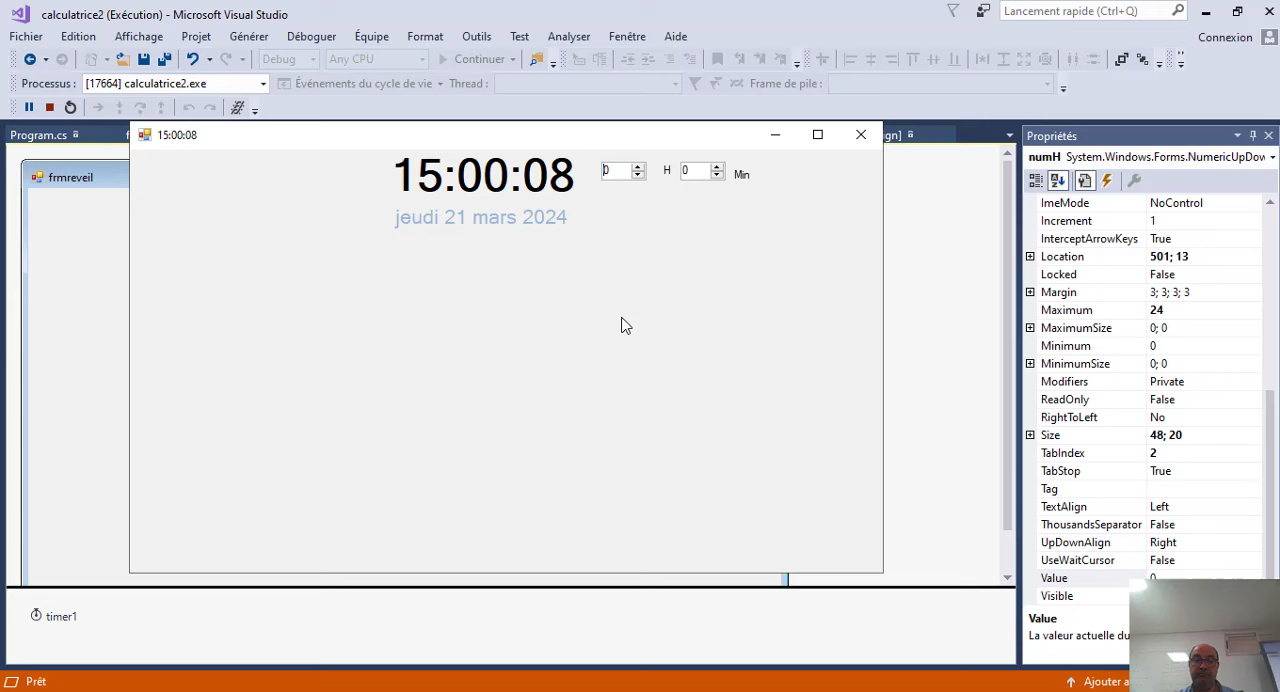 calculatrice2 (Exécution) - Microsoft Visual Studio
Lancement rapide (Ctrl+Q)
Fichier Edition Affichage Projet Générer Déboguer Équipe Format Outils Test Analyser Fenêtre Aide
Connexion
Debug Any CPU Continuer
Processus : [17664] calculatrice2.exe Événements du cycle de vie Thread : Frame de pile :
Program.cs
ign]
15:00:08
frmreveil
15:00:08
0 H 0 Min
jeudi 21 mars 2024
timer1
Propriétés
numH System.Windows.Forms.NumericUpDow
ImeMode NoControl
Increment 1
InterceptArrowKeys True
Location 501; 13
Locked False
Margin 3; 3; 3; 3
Maximum 24
MaximumSize 0; 0
Minimum 0
MinimumSize 0; 0
Modifiers Private
ReadOnly False
RightToLeft No
Size 48; 20
TabIndex 2
TabStop True
Tag
TextAlign Left
ThousandsSeparator False
UpDownAlign Right
UseWaitCursor False
Value 0
Visible
Value
La valeur actuelle du
Prêt
Ajouter a